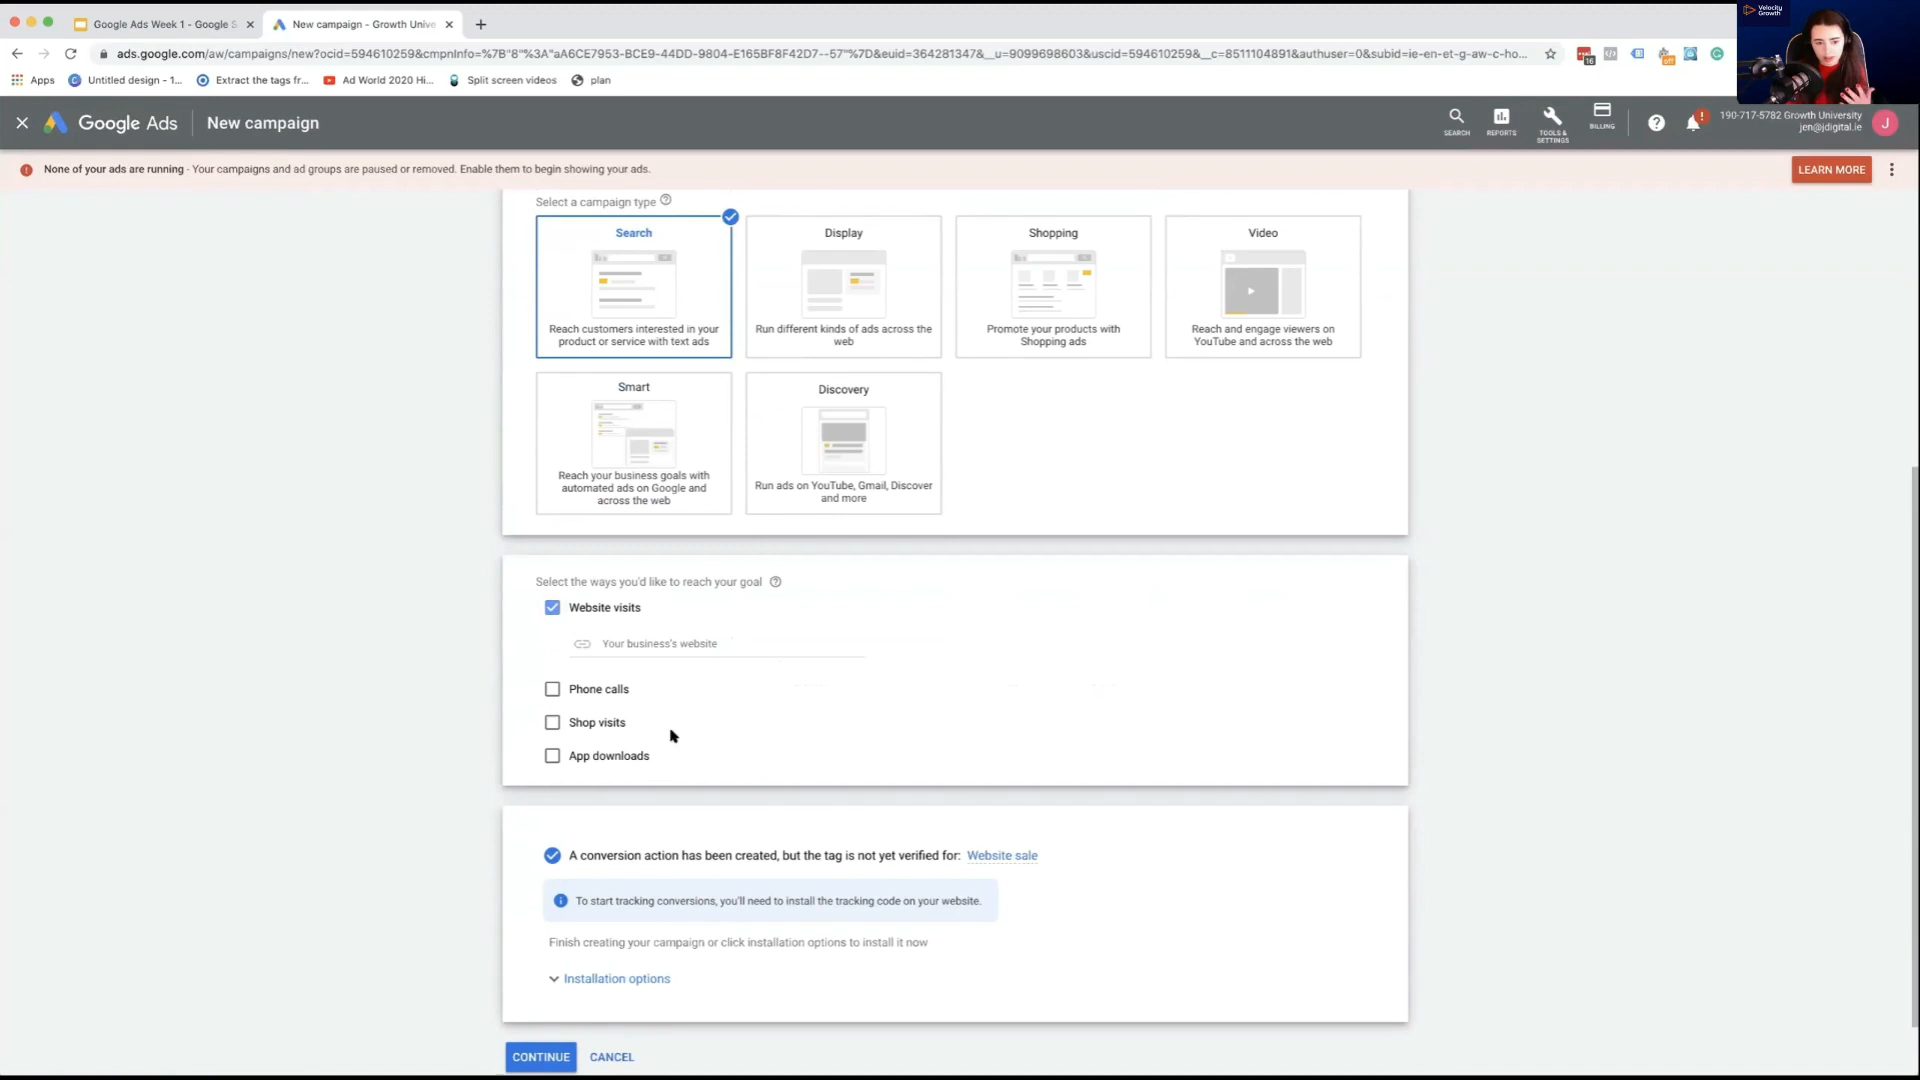 Google Ads Week 1 - Google S
New campaign - Growth Unive
ads.google.com/aw/campaigns/new?ocid=594610259&cmpnInfo=%7B"8"%3A"aA6CE7953-BCE9-44DD-9804-E165BF8F42D7--57"%7D&euid=364281347&__u=9099698603&uscid=594610259&__c=8511104891&authuser=0&subid=ie-en-et-g-aw-c-ho...
16
off
Velocity
Growth
Apps
Untitled design - 1...
Extract the tags fr...
Ad World 2020 Hi...
Split screen videos
plan
Google Ads
New campaign
SEARCH
REPORTS
TOOLS &
SETTINGS
BILLING
190-717-5782 Growth University
jen@jdigital.ie
J
None of your ads are running - Your campaigns and ad groups are paused or removed. Enable them to begin showing your ads.
LEARN MORE
Select a campaign type
Search
Reach customers interested in your
product or service with text ads
Display
Run different kinds of ads across the
web
Shopping
Promote your products with
Shopping ads
Video
Reach and engage viewers on
YouTube and across the web
Smart
Reach your business goals with
automated ads on Google and
across the web
Discovery
Run ads on YouTube, Gmail, Discover
and more
Select the ways you'd like to reach your goal
Website visits
Your business's website
Phone calls
Shop visits
App downloads
A conversion action has been created, but the tag is not yet verified for: Website sale
To start tracking conversions, you'll need to install the tracking code on your website.
Finish creating your campaign or click installation options to install it now
Installation options
CONTINUE
CANCEL